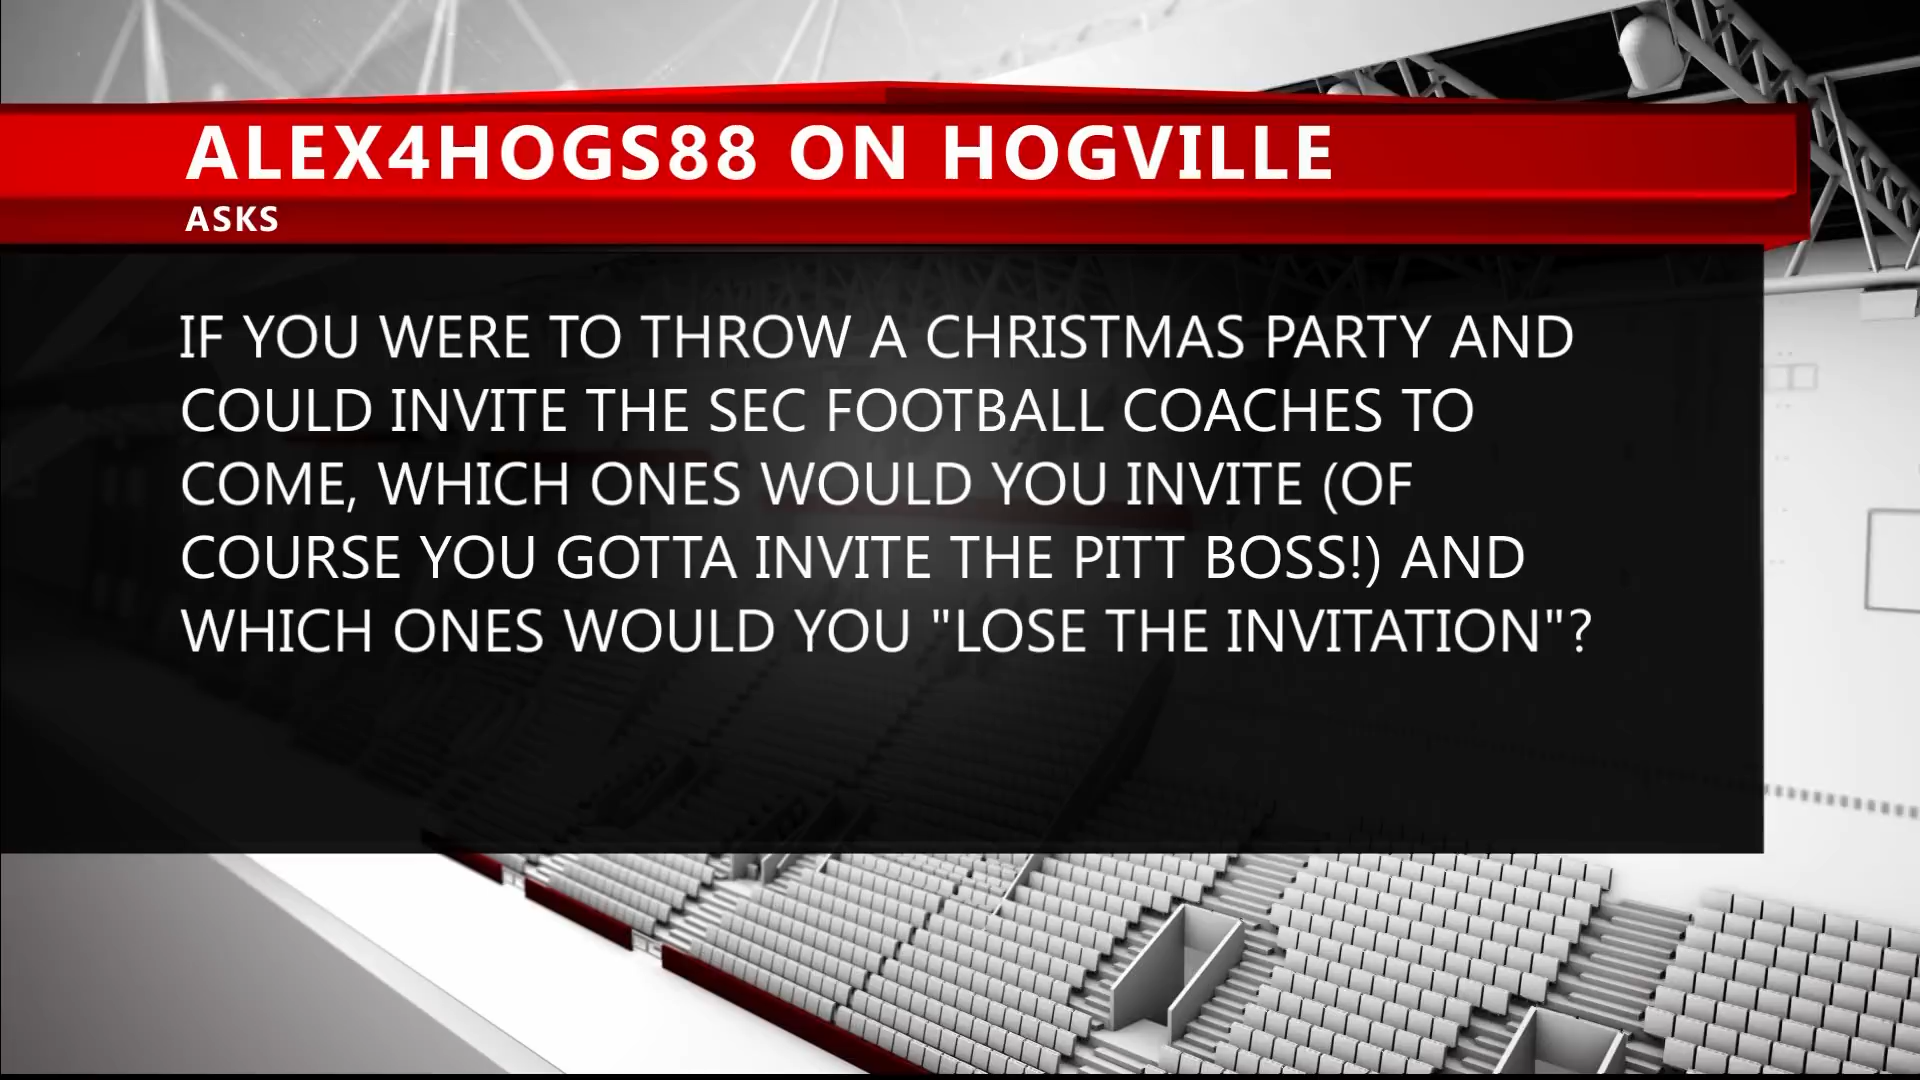 ALEX4HOGS88 ON HOGVILLE
ASKS
IF YOU WERE TO THROW A CHRISTMAS PARTY AND
COULD INVITE THE SEC FOOTBALL COACHES TO
COME, WHICH ONES WOULD YOU INVITE (OF
COURSE YOU GOTTA INVITE THE PITT BOSS!) AND
WHICH ONES WOULD YOU "LOSE THE INVITATION"?